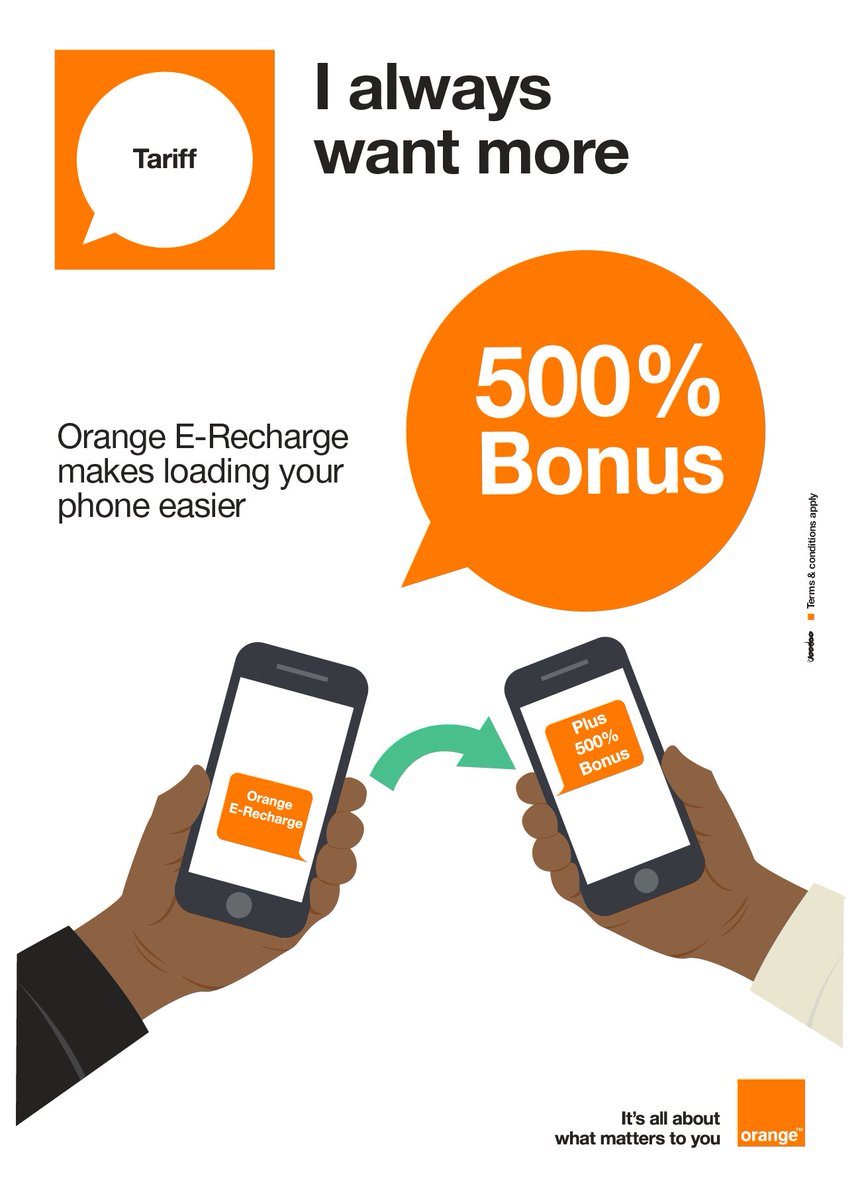 Tariff
I always
want more
500%
Bonus
Orange E-Recharge
makes loading your
phone easier
Terms & conditions apply
Orange
E-Recharge
Plus
500%
Bonus
It's all about
what matters to you
orange™